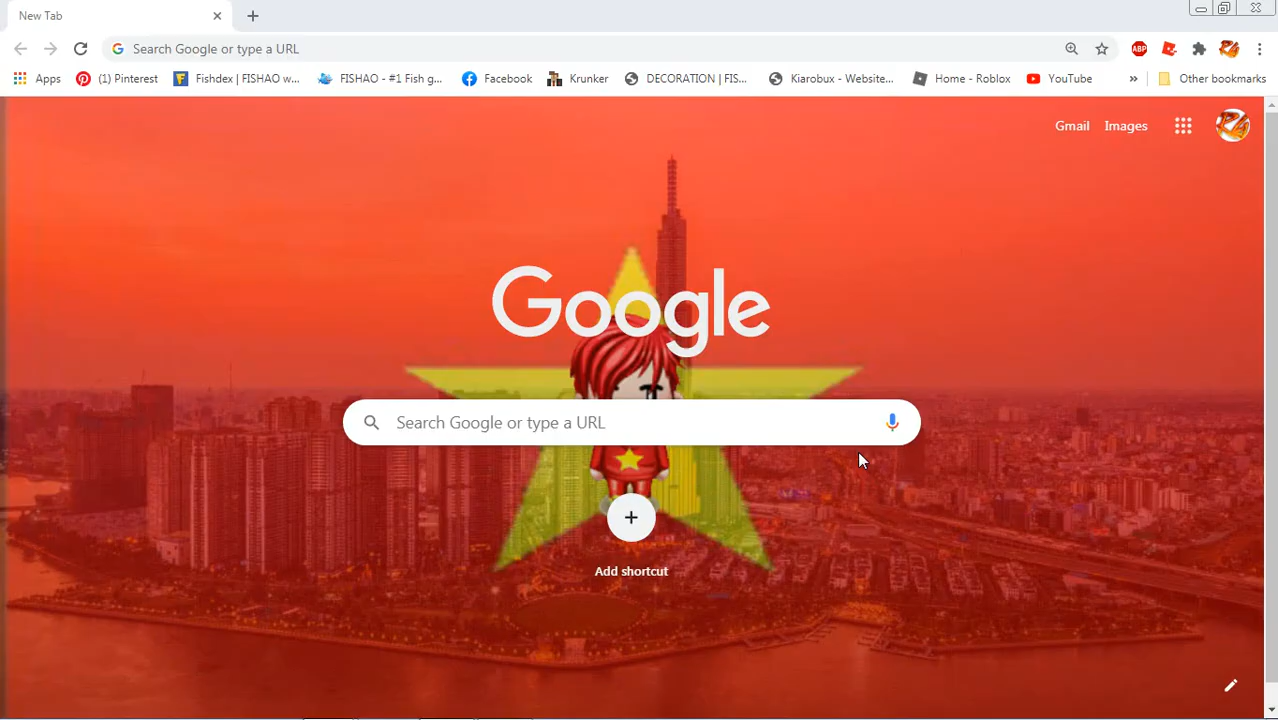 New Tab
Search Google or type a URL
ABP
Apps
(1) Pinterest
Fishdex | FISHAO w...
FISHAO - #1 Fish g...
Facebook
Krunker
DECORATION | FIS...
Kiarobux - Website...
Home - Roblox
YouTube
»
Other bookmarks
Gmail
Images
Google
Search Google or type a URL
Add shortcut